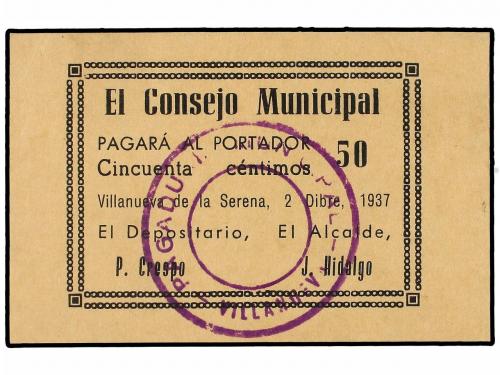 El Consejo Municipal
PAGARÁ AL PORTADOR
Cincuenta céntimos 50
Villanueva de la Serena, 2 Dibre, 1937
El Depositario, El Alcalde,
P. Crespo J. Hidalgo